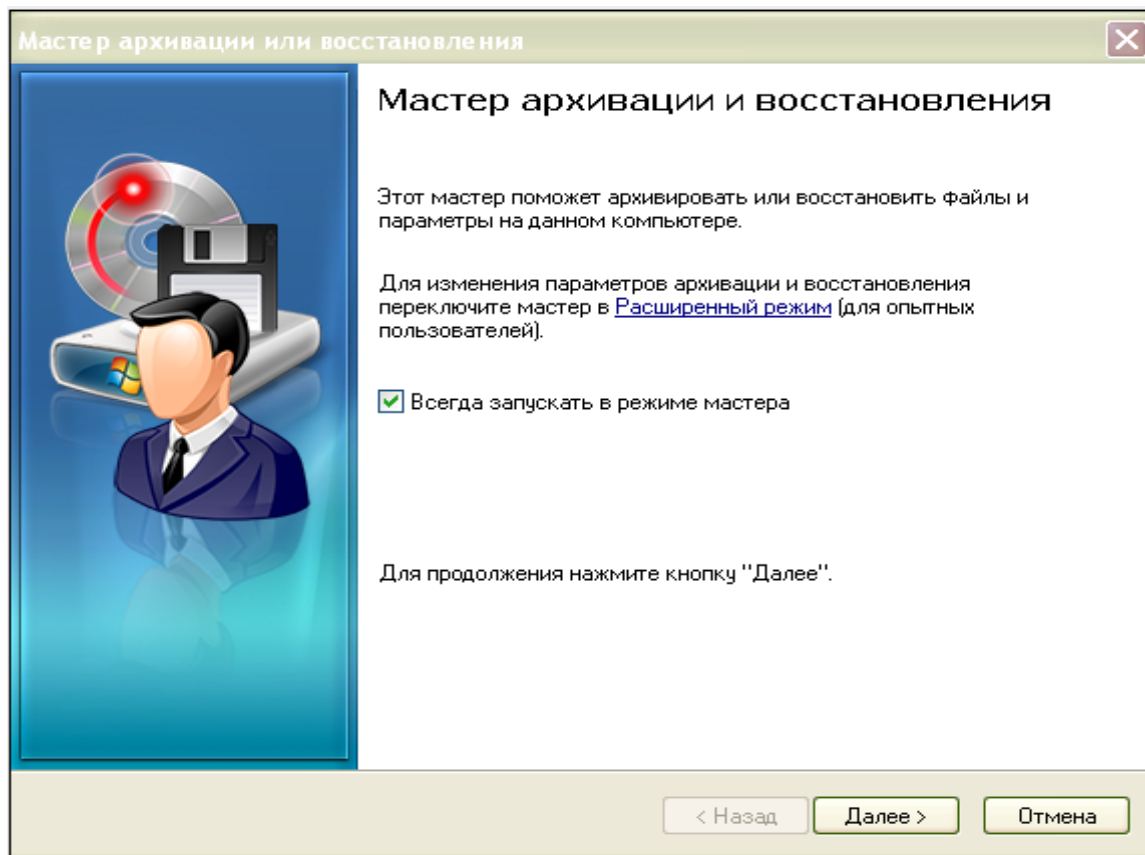 Мастер архивации или восстановления
Мастер архивации и восстановления
Этот мастер поможет архивировать или восстановить файлы и
параметры на данном компьютере.
Для изменения параметров архивации и восстановления
переключите мастер в Расширенный режим (для опытных
пользователей).
Всегда запускать в режиме мастера
Для продолжения нажмите кнопку "Далее".
< Назад
Далее >
Отмена